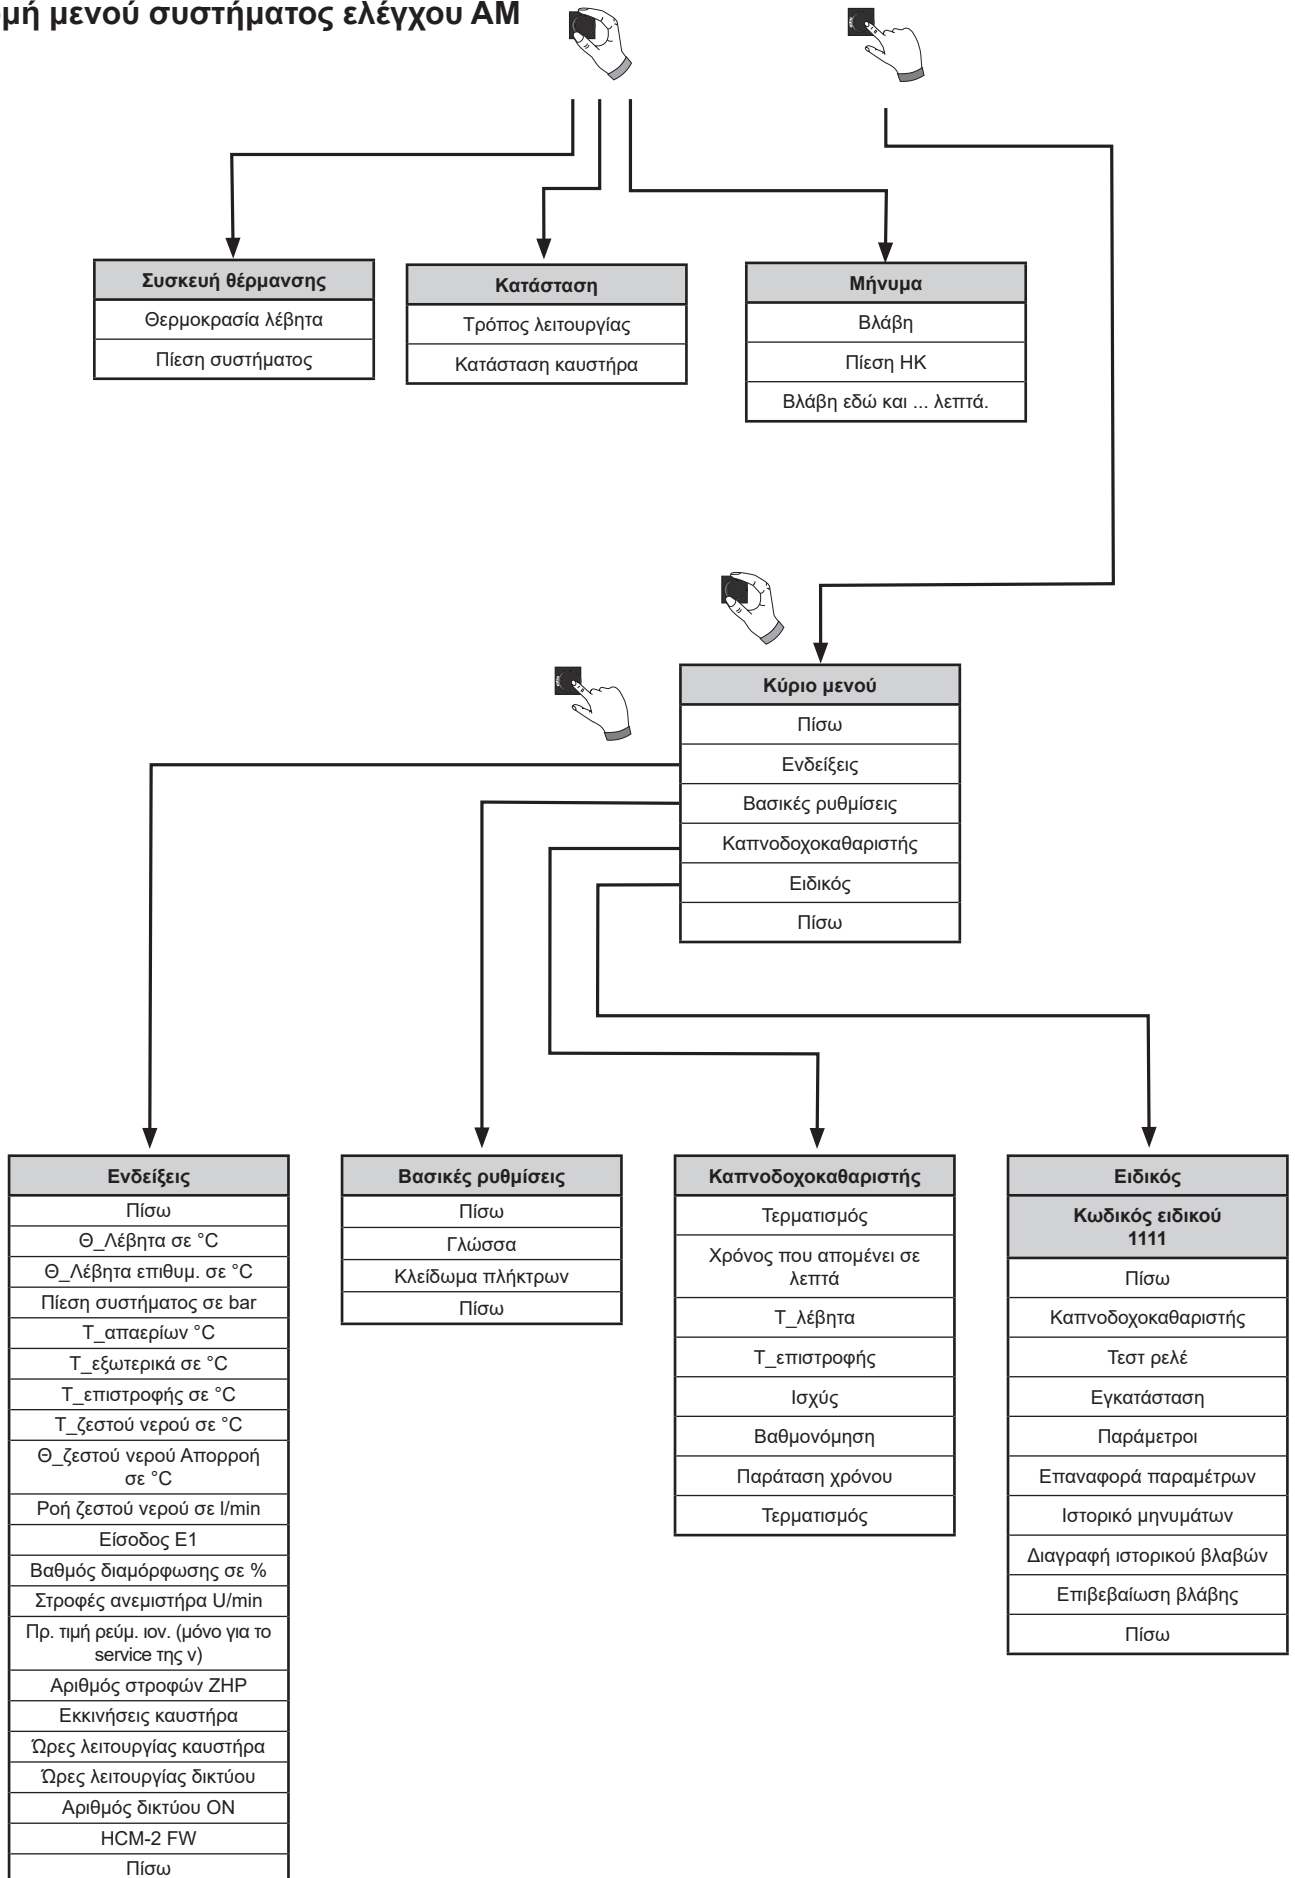 μή μενού συστήματος ελέγχου AM
Συσκευή θέρμανσης
Θερμοκρασία λέβητα
Πίεση συστήματος
Κατάσταση
Τρόπος λειτουργίας
Κατάσταση καυστήρα
Μήνυμα
Βλάβη
Πίεση HK
Βλάβη εδώ και ... λεπτά.
Κύριο μενού
Πίσω
Ενδείξεις
Βασικές ρυθμίσεις
Καπνοδοχοκαθαριστής
Ειδικός
Πίσω
Ενδείξεις
Πίσω
Θ_Λέβητα σε °C
Θ_Λέβητα επιθυμ. σε °C
Πίεση συστήματος σε bar
Τ_απαερίων °C
Τ_εξωτερικά σε °C
Τ_επιστροφής σε °C
Τ_ζεστού νερού σε °C
Θ_ζεστού νερού Απορροή
σε °C
Ροή ζεστού νερού σε l/min
Είσοδος E1
Βαθμός διαμόρφωσης σε %
Στροφές ανεμιστήρα U/min
Πρ. τιμή ρεύμ. ιον. (μόνο για το
service της ν)
Αριθμός στροφών ZHP
Εκκινήσεις καυστήρα
Ώρες λειτουργίας καυστήρα
Ώρες λειτουργίας δικτύου
Αριθμός δικτύου ON
HCM-2 FW
Πίσω
Βασικές ρυθμίσεις
Πίσω
Γλώσσα
Κλείδωμα πλήκτρων
Πίσω
Καπνοδοχοκαθαριστής
Τερματισμός
Χρόνος που απομένει σε
λεπτά
Τ_λέβητα
Τ_επιστροφής
Ισχύς
Βαθμονόμηση
Παράταση χρόνου
Τερματισμός
Ειδικός
Κωδικός ειδικού
1111
Πίσω
Καπνοδοχοκαθαριστής
Τεστ ρελέ
Εγκατάσταση
Παράμετροι
Επαναφορά παραμέτρων
Ιστορικό μηνυμάτων
Διαγραφή ιστορικού βλαβών
Επιβεβαίωση βλάβης
Πίσω